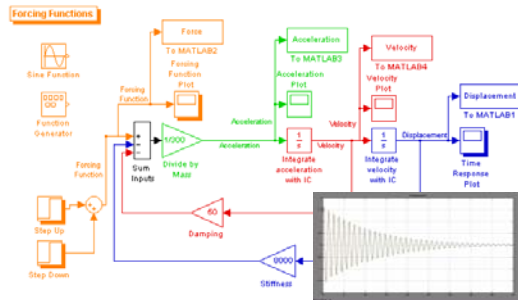 Forcing Functions
Sine Function
Function
Generator
Forcing
Function
Forcing
Function
Step Up
Step Down
Force
To MATLAB2
Forcing
Function
Plot
+
+
-
-
Sum
Inputs
Divide by
Mass
Acceleration
Acceleration
Acceleration
To MATLAB3
Acceleration
Plot
1
s
Integrate
acceleration
with IC
Velocity
Velocity
Velocity
To MATLAB4
Velocity
Plot
1
s
Integrate
velocity
with IC
Displacement
Displacement
To MATLAB1
Time
Response
Plot
60
Damping
8000
Stiffness